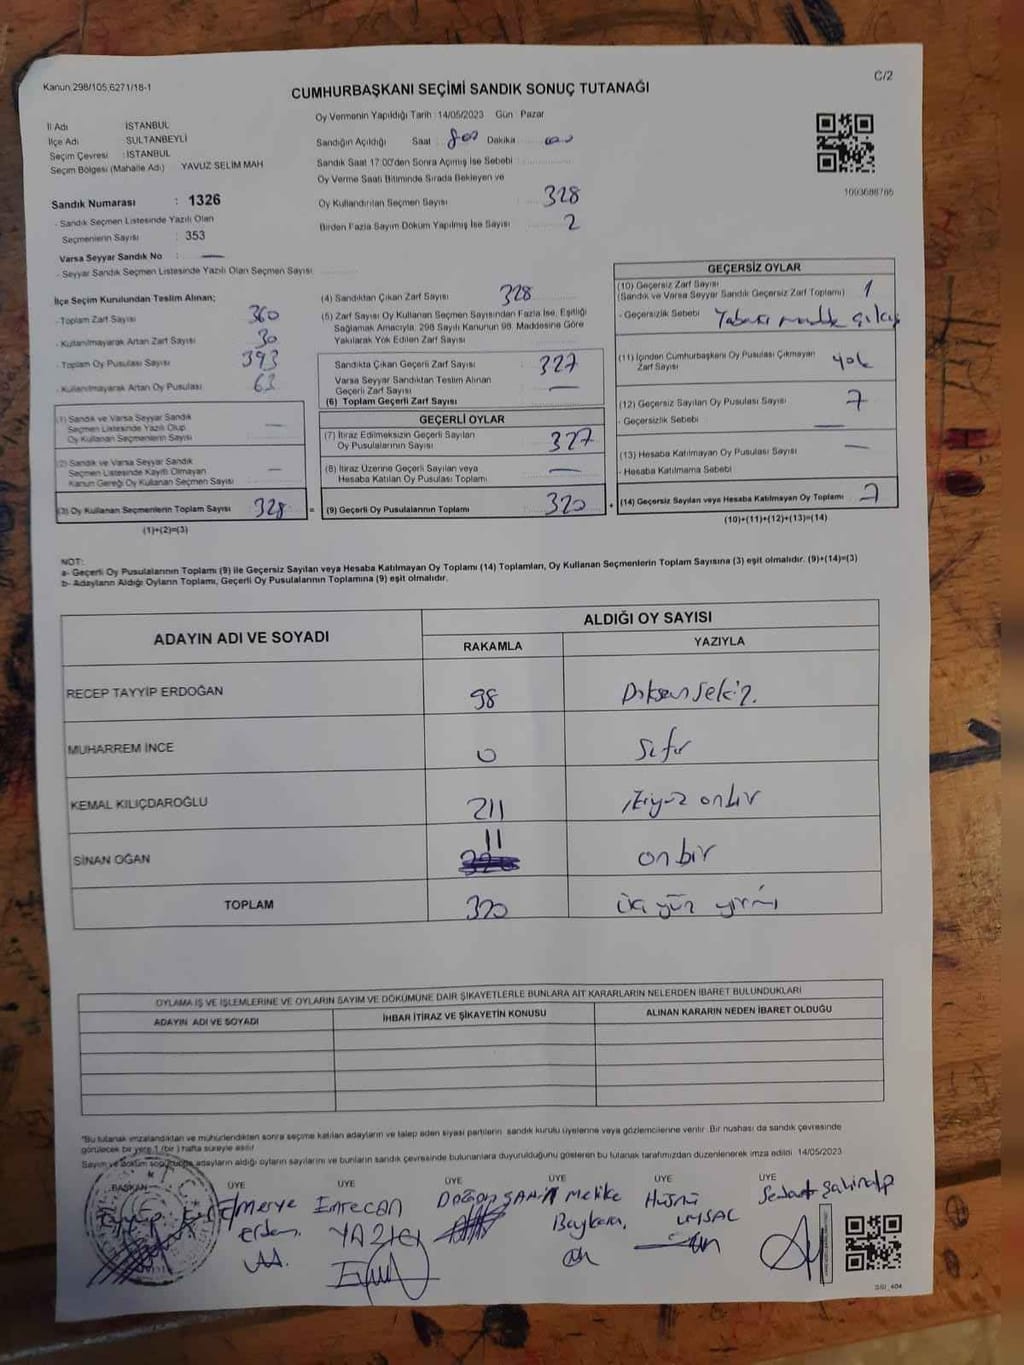 Kanun.298/105,6271/18-1
C/2
CUMHURBAŞKANI SEÇİMİ SANDIK SONUÇ TUTANAĞI
İl Adı İSTANBUL
İlçe Adı SULTANBEYLİ
Seçim Çevresi : İSTANBUL
Seçim Bölgesi (Mahalle Adı) YAVUZ SELİM MAH
Sandık Numarası : 1326
- Sandık Seçmen Listesinde Yazılı Olan
Seçmenlerin Sayısı : 353
Varsa Seyyar Sandık No : —
- Seyyar Sandık Seçmen Listesinde Yazılı Olan Seçmen Sayısı
Oy Vermenin Yapıldığı Tarih : 14/05/2023 Gün : Pazar
Sandığın Açıldığı Saat : 800 Dakika :
Sandık Saat 17:00'den Sonra Açılmış İse Sebebi :
Oy Verme Saati Bitiminde Sırada Bekleyen ve
Oy Kullandırılan Seçmen Sayısı 328
Birden Fazla Sayım Döküm Yapılmış İse Sayısı 2
1003686765
İlçe Seçim Kurulundan Teslim Alınan;
- Toplam Zarf Sayısı 360
- Kullanılmayarak Artan Zarf Sayısı 30
- Toplam Oy Pusulası Sayısı 393
- Kullanılmayarak Artan Oy Pusulası 63
(1) Sandık ve Varsa Seyyar Sandık
Seçmen Listesinde Yazılı Olup
Oy Kullanan Seçmenlerin Sayısı —
(2) Sandık ve Varsa Seyyar Sandık
Seçmen Listesinde Kayıtlı Olmayan
Kanun Gereği Oy Kullanan Seçmen Sayısı —
(3) Oy Kullanan Seçmenlerin Toplam Sayısı 328 =
(1)+(2)=(3)
(4) Sandıktan Çıkan Zarf Sayısı 328
(5) Zarf Sayısı Oy Kullanan Seçmen Sayısından Fazla İse, Eşitliği
Sağlamak Amacıyla, 298 Sayılı Kanunun 98. Maddesine Göre
Yakılarak Yok Edilen Zarf Sayısı
Sandıkta Çıkan Geçerli Zarf Sayısı : 327
Varsa Seyyar Sandıktan Teslim Alınan
Geçerli Zarf Sayısı —
(6) Toplam Geçerli Zarf Sayısı
GEÇERLİ OYLAR
(7) İtiraz Edilmeksizin Geçerli Sayılan
Oy Pusulalarının Sayısı 327
(8) İtiraz Üzerine Geçerli Sayılan veya
Hesaba Katılan Oy Pusulası Toplamı —
(9) Geçerli Oy Pusulalarının Toplamı 320 +
GEÇERSİZ OYLAR
(10) Geçersiz Zarf Sayısı
(Sandık ve Varsa Seyyar Sandık Geçersiz Zarf Toplamı) 1
- Geçersizlik Sebebi
(11) İçinden Cumhurbaşkanı Oy Pusulası Çıkmayan
Zarf Sayısı yok
(12) Geçersiz Sayılan Oy Pusulası Sayısı 7
- Geçersizlik Sebebi —
(13) Hesaba Katılmayan Oy Pusulası Sayısı —
- Hesaba Katılmama Sebebi
(14) Geçersiz Sayılan veya Hesaba Katılmayan Oy Toplamı 7
(10)+(11)+(12)+(13)=(14)
NOT:
a- Geçerli Oy Pusulalarının Toplamı (9) ile Geçersiz Sayılan veya Hesaba Katılmayan Oy Toplamı (14) Toplamları, Oy Kullanan Seçmenlerin Toplam Sayısına (3) eşit olmalıdır. (9)+(14)=(3)
b- Adayların Aldığı Oyların Toplamı, Geçerli Oy Pusulalarının Toplamına (9) eşit olmalıdır.
ADAYIN ADI VE SOYADI
ALDIĞI OY SAYISI
RAKAMLA YAZIYLA
RECEP TAYYİP ERDOĞAN 98 Doksansekiz.
MUHARREM İNCE 0 Sıfır
KEMAL KILIÇDAROĞLU 211 ikiyüz onbir
SİNAN OĞAN 11 onbir
TOPLAM 320 üç yüz yirmi
OYLAMA İŞ VE İŞLEMLERİNE VE OYLARIN SAYIM VE DÖKÜMÜNE DAİR ŞİKAYETLERLE BUNLARA AİT KARARLARIN NELERDEN İBARET BULUNDUKLARI
ADAYIN ADI VE SOYADI İHBAR İTİRAZ VE ŞİKAYETİN KONUSU ALINAN KARARIN NEDEN İBARET OLDUĞU
*Bu tutanak imzalandıktan ve mühürlendikten sonra seçime katılan adayların ve talep eden siyasi partilerin sandık kurulu üyelerine veya gözlemcilerine verilir. Bir nüshası da sandık çevresinde
görülecek bir yere 1 (bir) hafta süreyle asılır.
Sayım ve döküm sonucunda adayların aldığı oyların sayılarını ve bunların sandık çevresinde bulunanlara duyurulduğunu gösteren bu tutanak tarafımızdan düzenlenerek imza edildi. 14/05/2023
BAŞKAN ÜYE ÜYE ÜYE ÜYE ÜYE ÜYE
Emrecan Doğan ŞAHİN Melike Hüsnü Sedat Şahinalp
YAZICI Baykara. UYSAL